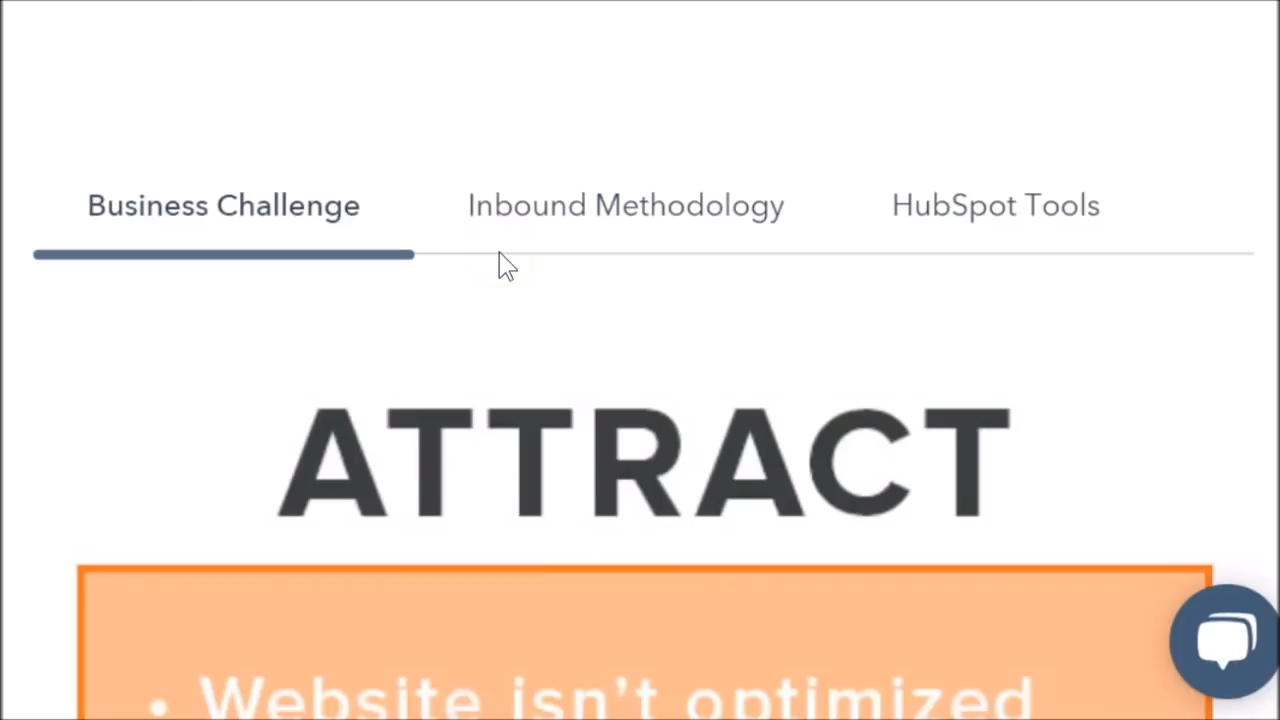 Business Challenge Inbound Methodology HubSpot Tools
ATTRACT
• Website isn't optimized